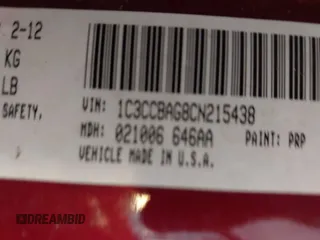 2-12
KG
LB
SAFETY,
VIN: 1C3CCBAG8CN215438
MDH: 021006 646AA PAINT: PRP
VEHICLE MADE IN U.S.A.
DREAMBID